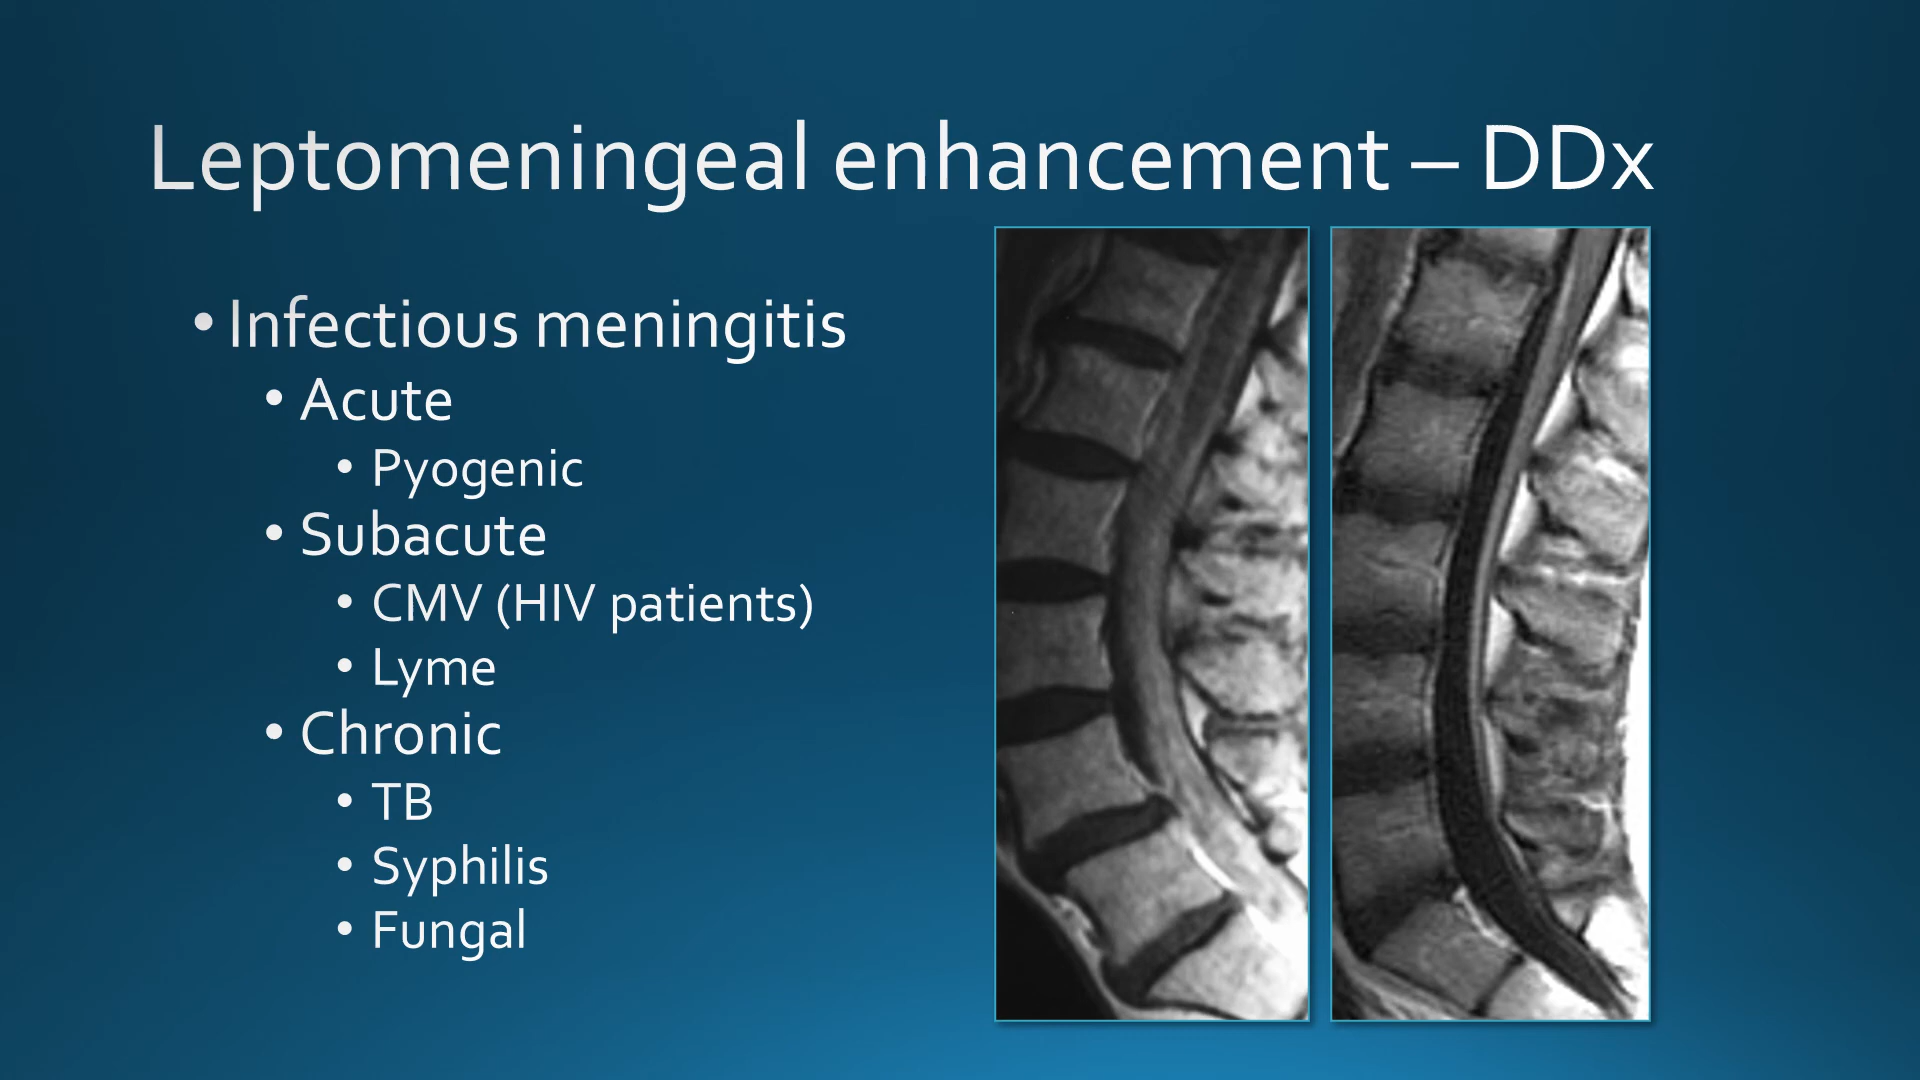 Leptomeningeal enhancement – DDx
• Infectious meningitis
• Acute
• Pyogenic
• Subacute
• CMV (HIV patients)
• Lyme
• Chronic
• TB
• Syphilis
• Fungal